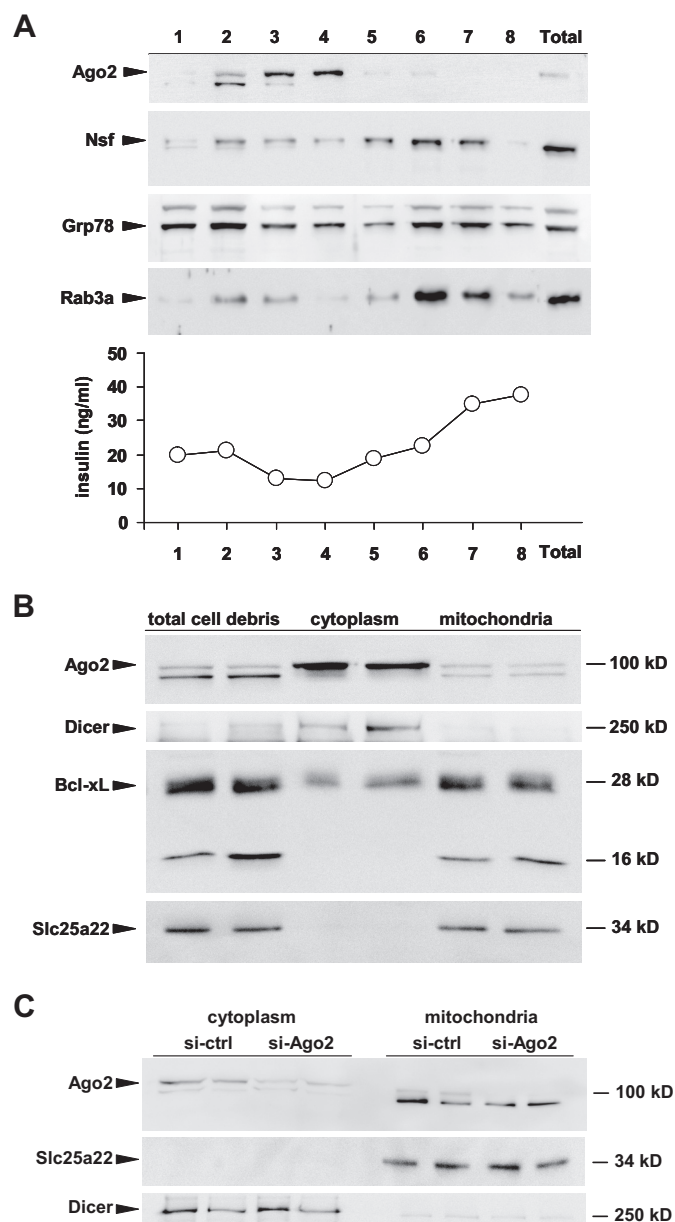 A
1 2 3 4 5 6 7 8 Total
Ago2
Nsf
Grp78
Rab3a
50
40
30
20
10
0
insulin (ng/ml)
1 2 3 4 5 6 7 8 Total
B
total cell debris cytoplasm mitochondria
Ago2 100 kD
Dicer 250 kD
Bcl-xL 28 kD
16 kD
Slc25a22 34 kD
C
cytoplasm mitochondria
si-ctrl si-Ago2 si-ctrl si-Ago2
Ago2 100 kD
Slc25a22 34 kD
Dicer 250 kD